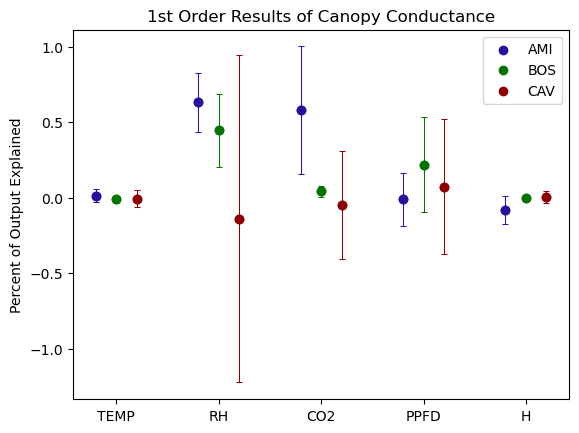 1st Order Results of Canopy Conductance
AMI
BOS
CAV
Percent of Output Explained
1.0
0.5
0.0
−0.5
−1.0
TEMP
RH
CO2
PPFD
H